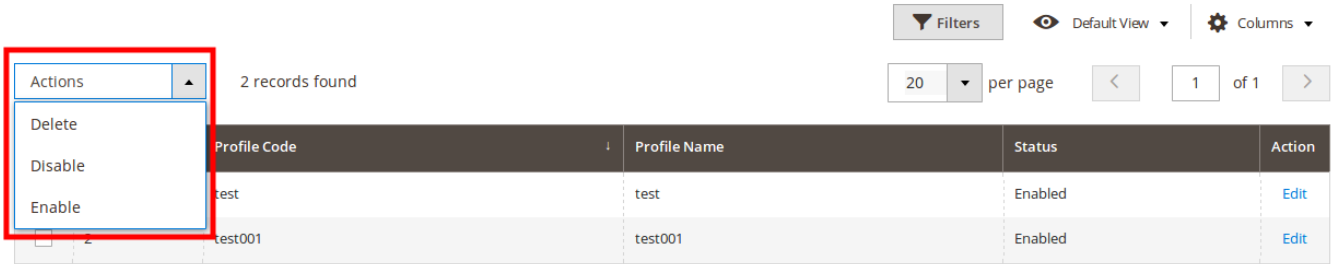 Filters Default View Columns
Actions 2 records found 20 per page 1 of 1
Delete
Profile Code ↓ Profile Name Status Action
Disable
test test Enabled Edit
Enable
2 test001 test001 Enabled Edit